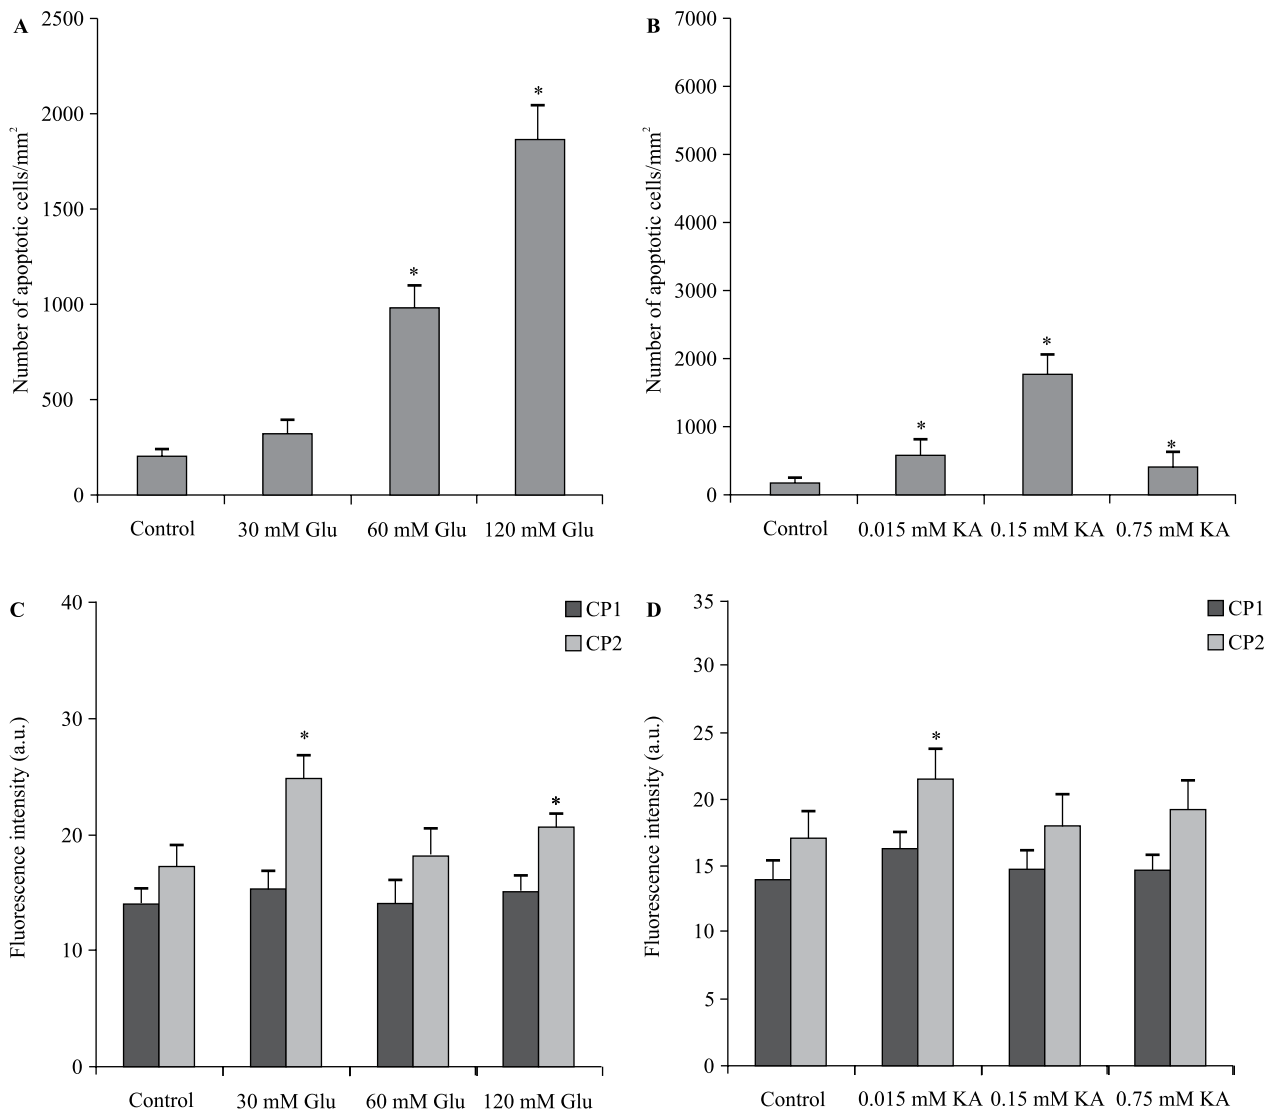 A
Number of apoptotic cells/mm²
2500
2000
1500
1000
500
0
*
*
Control
30 mM Glu
60 mM Glu
120 mM Glu
B
Number of apoptotic cells/mm²
7000
6000
5000
4000
3000
2000
1000
0
*
*
*
Control
0.015 mM KA
0.15 mM KA
0.75 mM KA
C
Fluorescence intensity (a.u.)
40
30
20
10
0
CP1
CP2
*
*
Control
30 mM Glu
60 mM Glu
120 mM Glu
D
Fluorescence intensity (a.u.)
35
30
25
20
15
10
5
0
CP1
CP2
*
Control
0.015 mM KA
0.15 mM KA
0.75 mM KA